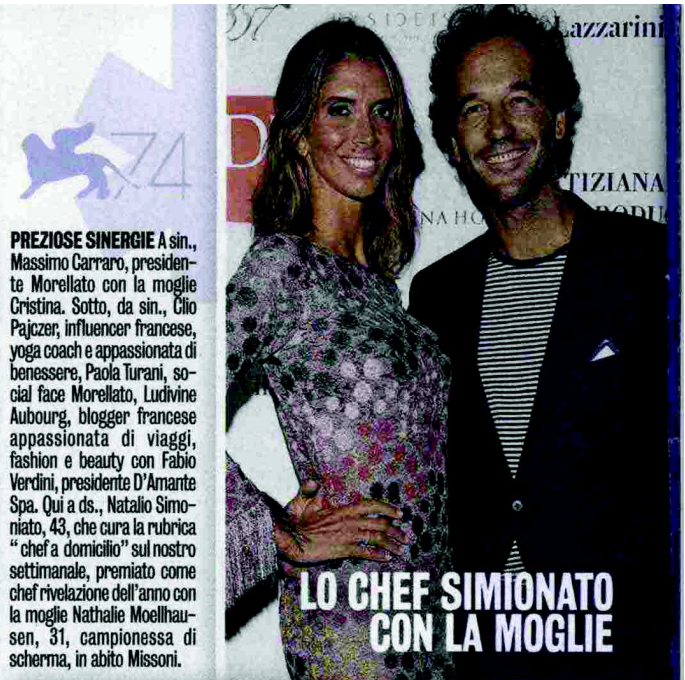 74
PREZIOSE SINERGIE A sin.,
Massimo Carraro, presiden-
te Morellato con la moglie
Cristina. Sotto, da sin., Clio
Pajczer, influencer francese,
yoga coach e appassionata di
benessere, Paola Turani, so-
cial face Morellato, Ludivine
Aubourg, blogger francese
appassionata di viaggi,
fashion e beauty con Fabio
Verdini, presidente D'Amante
Spa. Qui a ds., Natalio Simo-
niato, 43, che cura la rubrica
“chef a domicilio” sul nostro
settimanale, premiato come
chef rivelazione dell'anno con
la moglie Nathalie Moellhau-
sen, 31, campionessa di
scherma, in abito Missoni.
Lazzarini
D
TIZIANA
NA HO
LO CHEF SIMIONATO
CON LA MOGLIE